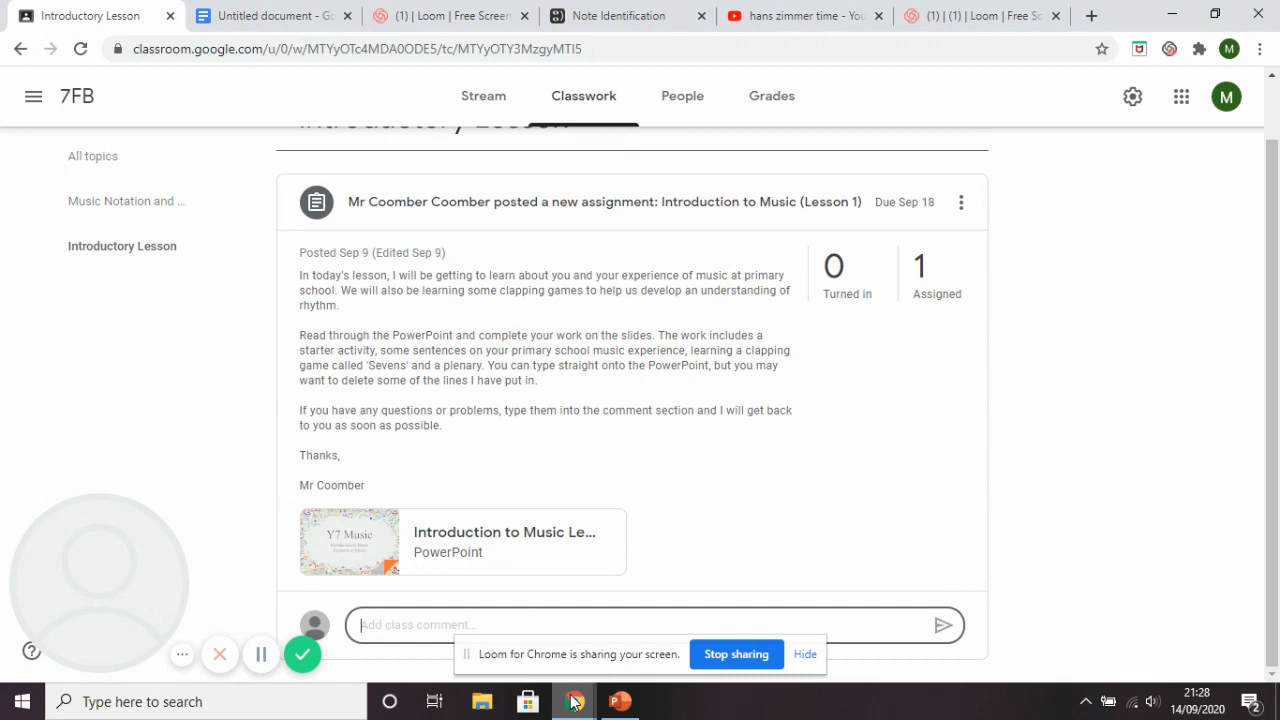 Introductory Lesson
Untitled document - Go
(1) | Loom | Free Screen
Note Identification
hans zimmer time - You
(1) | (1) | Loom | Free Sc
classroom.google.com/u/0/w/MTYyOTc4MDA0ODE5/tc/MTYyOTY3MzgyMTI5
M
7FB
Stream
Classwork
People
Grades
M
Introductory Lesson
All topics
Music Notation and ...
Introductory Lesson
Mr Coomber Coomber posted a new assignment: Introduction to Music (Lesson 1)
Due Sep 18
Posted Sep 9 (Edited Sep 9)
In today's lesson, I will be getting to learn about you and your experience of music at primary
school. We will also be learning some clapping games to help us develop an understanding of
rhythm.
Read through the PowerPoint and complete your work on the slides. The work includes a
starter activity, some sentences on your primary school music experience, learning a clapping
game called 'Sevens' and a plenary. You can type straight onto the PowerPoint, but you may
want to delete some of the lines I have put in.
If you have any questions or problems, type them into the comment section and I will get back
to you as soon as possible.
Thanks,
Mr Coomber
0
Turned in
1
Assigned
Y7 Music
Introduction to Music Le...
PowerPoint
Add class comment...
Loom for Chrome is sharing your screen.
Stop sharing
Hide
Type here to search
21:28
14/09/2020
2